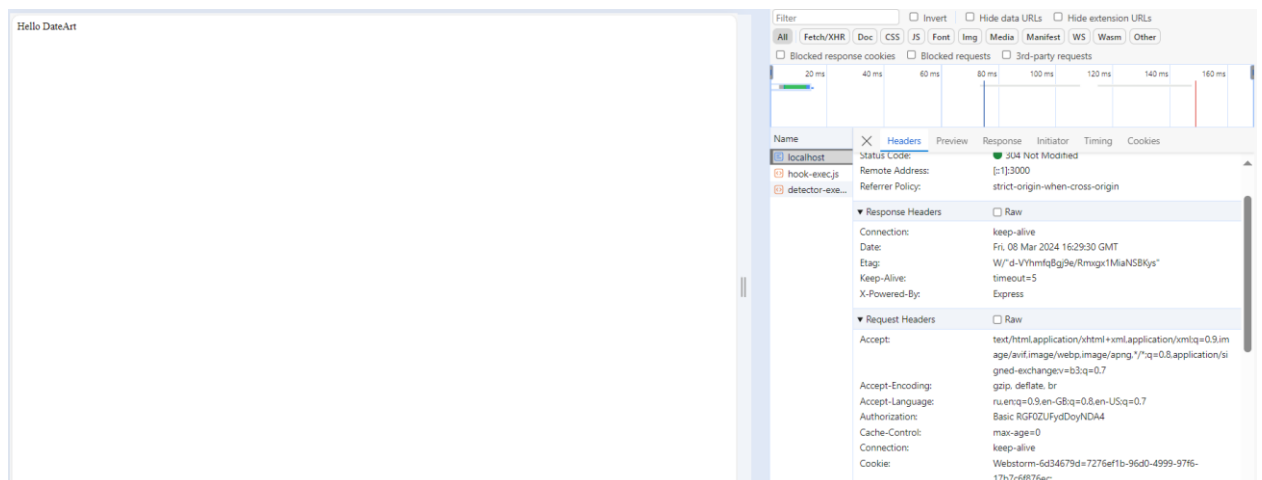 Hello DateArt
Filter
Invert
Hide data URLs
Hide extension URLs
All
Fetch/XHR
Doc
CSS
JS
Font
Img
Media
Manifest
WS
Wasm
Other
Blocked response cookies
Blocked requests
3rd-party requests
20 ms
40 ms
60 ms
80 ms
100 ms
120 ms
140 ms
160 ms
Name
Headers
Preview
Response
Initiator
Timing
Cookies
localhost
hook-exec.js
detector-exe...
Status Code:
304 Not Modified
Remote Address:
[::1]:3000
Referrer Policy:
strict-origin-when-cross-origin
Response Headers
Raw
Connection:
keep-alive
Date:
Fri, 08 Mar 2024 16:29:30 GMT
Etag:
W/"d-VYhmfqBgj9e/Rmxgx1MiaNSBKys"
Keep-Alive:
timeout=5
X-Powered-By:
Express
Request Headers
Raw
Accept:
text/html,application/xhtml+xml,application/xml;q=0.9,im
age/avif,image/webp,image/apng,*/*;q=0.8,application/si
gned-exchange;v=b3;q=0.7
Accept-Encoding:
gzip, deflate, br
Accept-Language:
ru,en;q=0.9,en-GB;q=0.8,en-US;q=0.7
Authorization:
Basic RGF0ZUFydDoyNDA4
Cache-Control:
max-age=0
Connection:
keep-alive
Cookie:
Webstorm-6d34679d=7276ef1b-96d0-4999-97f6-
17b7c6f876ec;